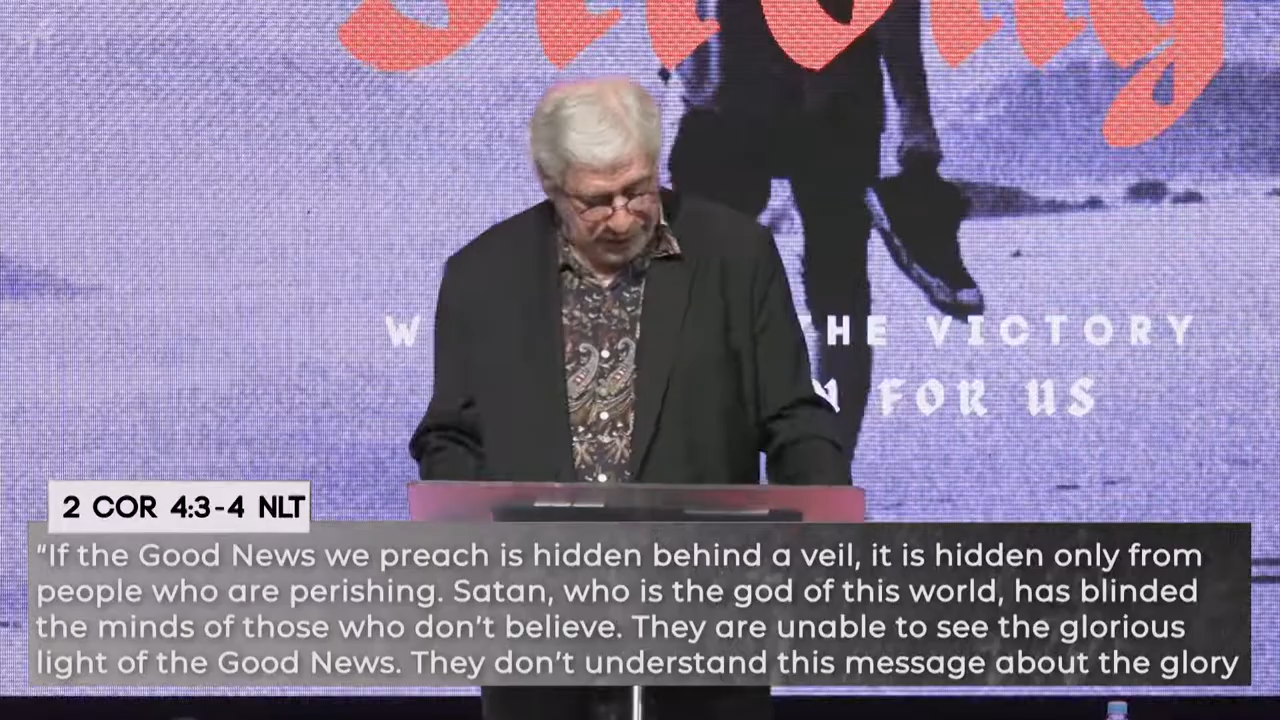 W HE VICTORY
N FOR US
2 COR 4:3-4 NLT
“If the Good News we preach is hidden behind a veil, it is hidden only from
people who are perishing. Satan, who is the god of this world, has blinded
the minds of those who don't believe. They are unable to see the glorious
light of the Good News. They don't understand this message about the glory